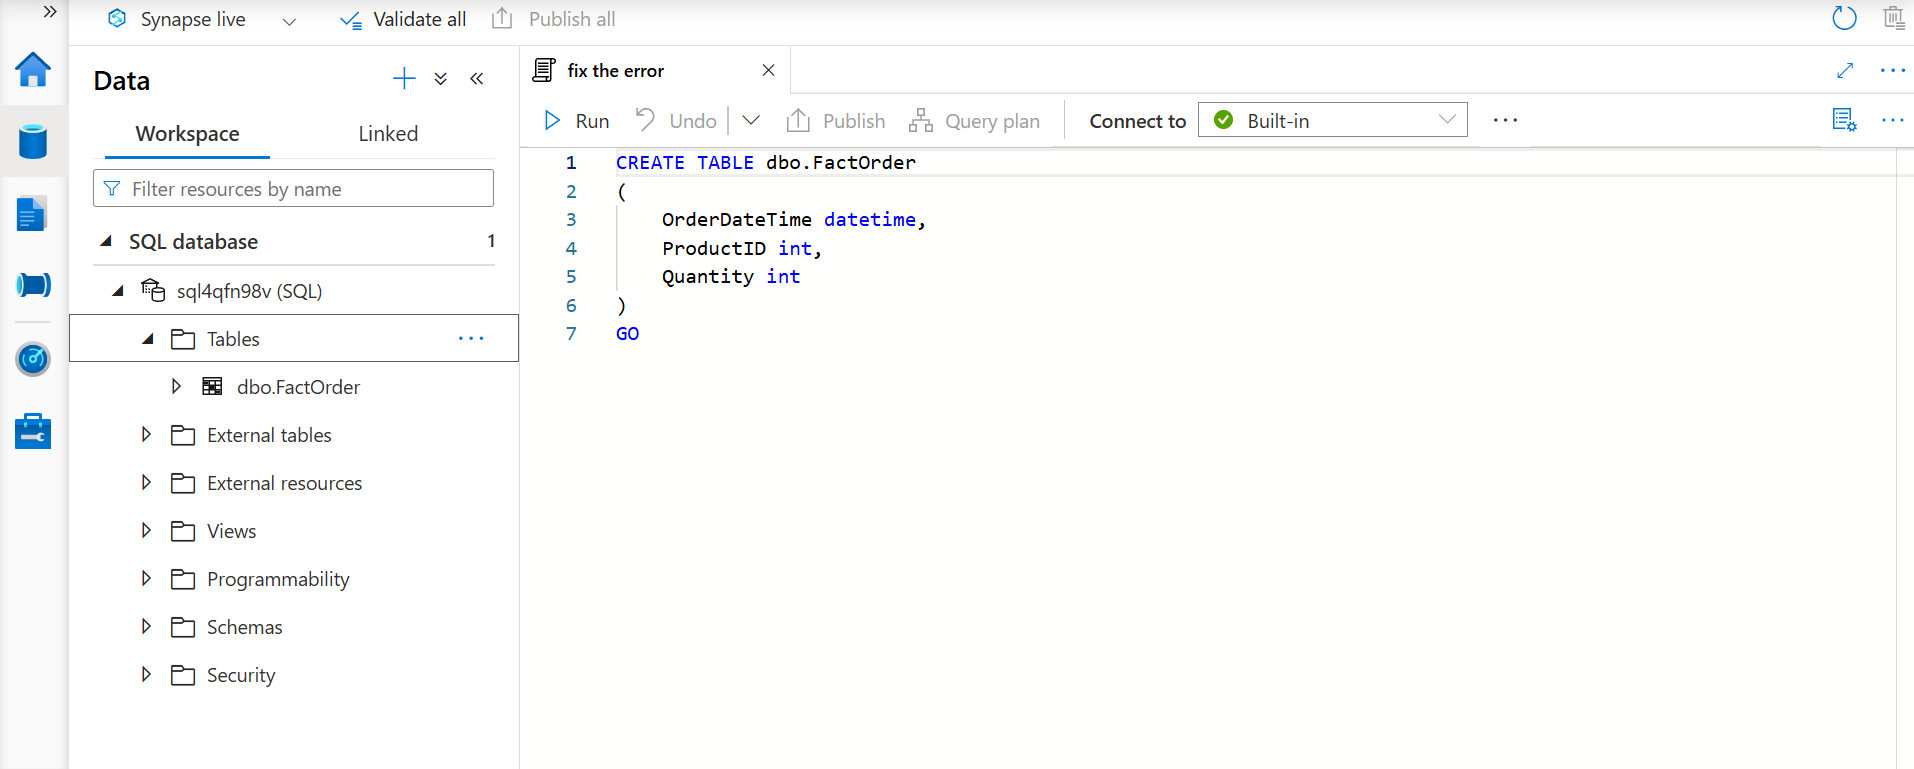 Synapse live
Validate all
Publish all
Data
Workspace
Linked
Filter resources by name
SQL database
1
sql4qfn98v (SQL)
Tables
dbo.FactOrder
External tables
External resources
Views
Programmability
Schemas
Security
fix the error
Run
Undo
Publish
Query plan
Connect to
Built-in
1 CREATE TABLE dbo.FactOrder
2 (
3 OrderDateTime datetime,
4 ProductID int,
5 Quantity int
6 )
7 GO